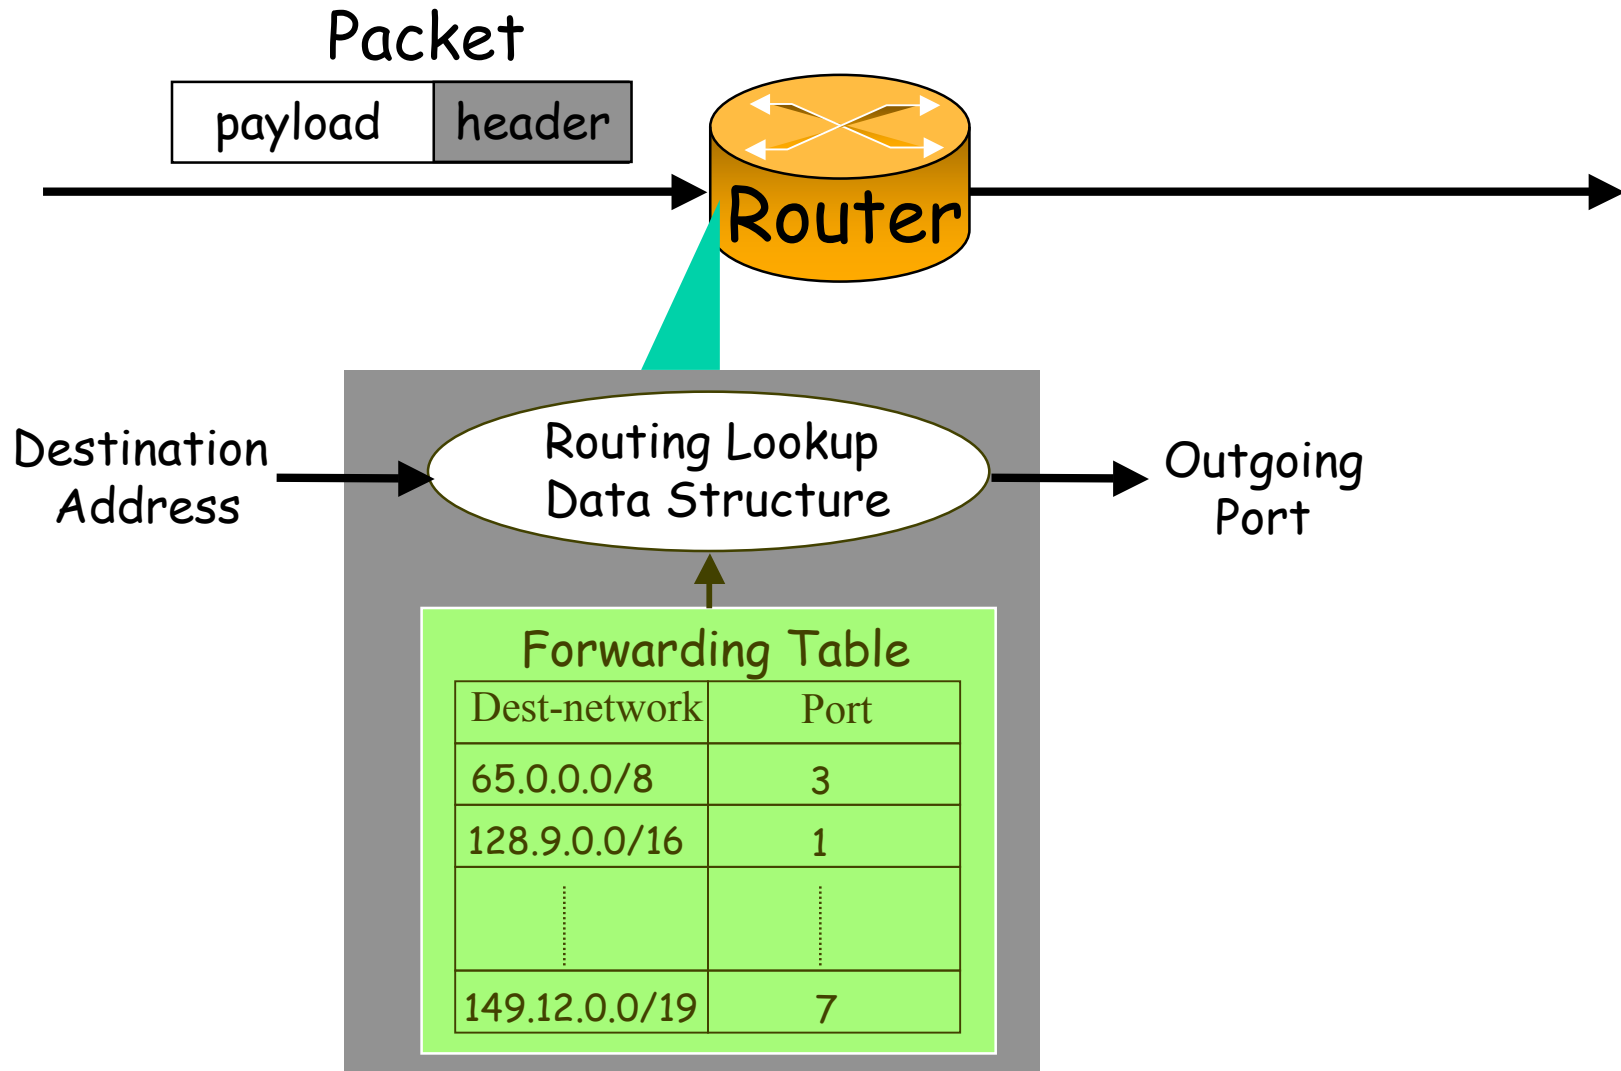 Packet
payload header
Router
Destination
Address
Routing Lookup
Data Structure
Outgoing
Port
Forwarding Table
Dest-network Port
65.0.0.0/8 3
128.9.0.0/16 1
149.12.0.0/19 7